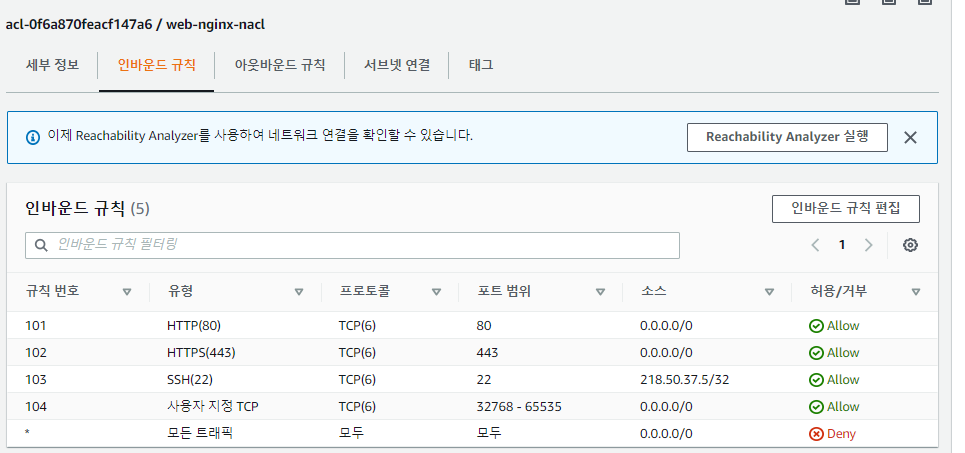 acl-0f6a870feacf147a6 / web-nginx-nacl
세부 정보 인바운드 규칙 아웃바운드 규칙 서브넷 연결 태그
이제 Reachability Analyzer를 사용하여 네트워크 연결을 확인할 수 있습니다. Reachability Analyzer 실행
인바운드 규칙 (5) 인바운드 규칙 편집
인바운드 규칙 필터링 1
규칙 번호 유형 프로토콜 포트 범위 소스 허용/거부
101 HTTP(80) TCP(6) 80 0.0.0.0/0 Allow
102 HTTPS(443) TCP(6) 443 0.0.0.0/0 Allow
103 SSH(22) TCP(6) 22 218.50.37.5/32 Allow
104 사용자 지정 TCP TCP(6) 32768 - 65535 0.0.0.0/0 Allow
* 모든 트래픽 모두 모두 0.0.0.0/0 Deny